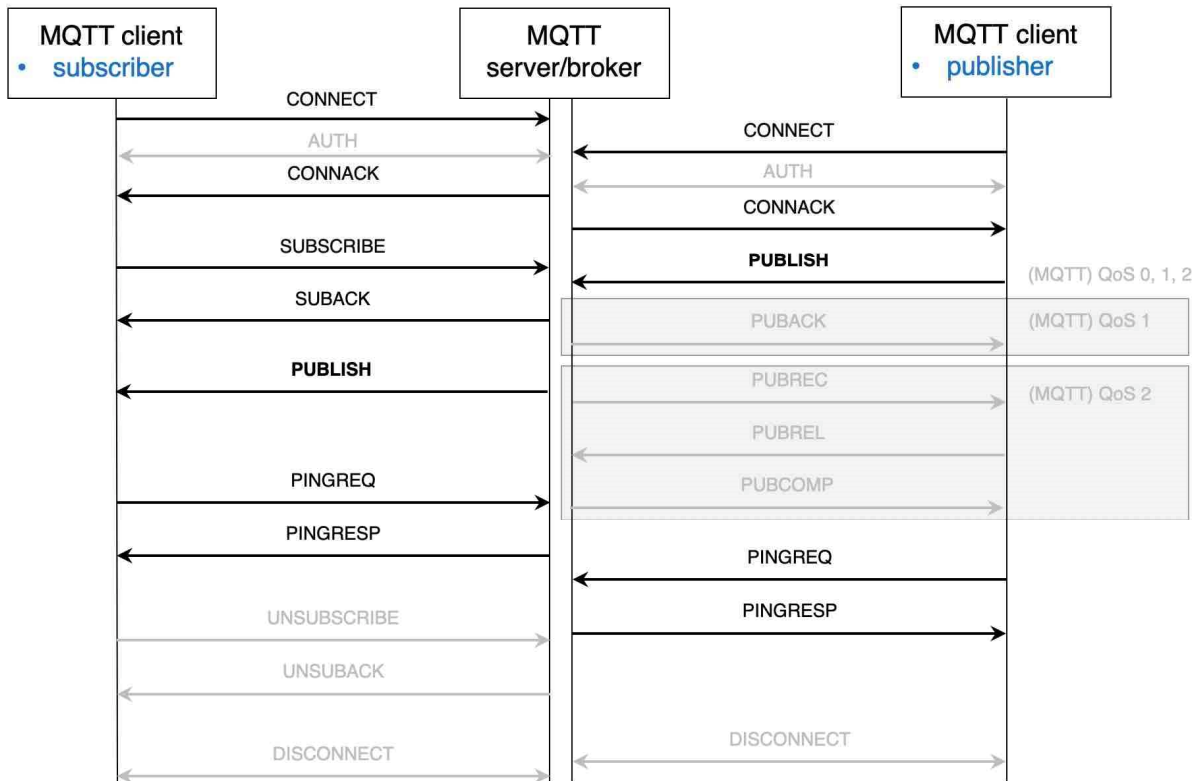 MQTT client
• subscriber
MQTT
server/broker
MQTT client
• publisher
CONNECT
AUTH
CONNACK
SUBSCRIBE
SUBACK
PUBLISH
PINGREQ
PINGRESP
UNSUBSCRIBE
UNSUBACK
DISCONNECT
CONNECT
AUTH
CONNACK
PUBLISH
(MQTT) QoS 0, 1, 2
PUBACK
(MQTT) QoS 1
PUBREC
(MQTT) QoS 2
PUBREL
PUBCOMP
PINGREQ
PINGRESP
DISCONNECT